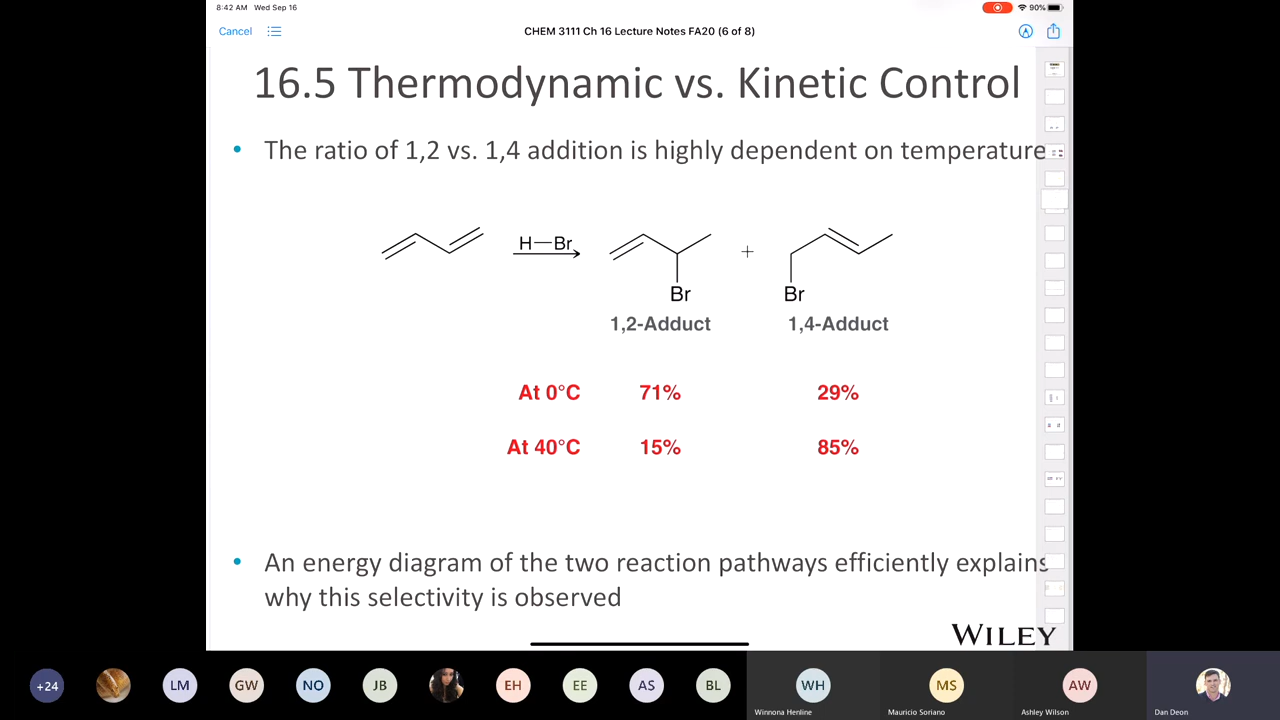 8:42 AM Wed Sep 16
90%
Cancel
CHEM 3111 Ch 16 Lecture Notes FA20 (6 of 8)
16.5 Thermodynamic vs. Kinetic Control
• The ratio of 1,2 vs. 1,4 addition is highly dependent on temperature
H—Br
+
Br
Br
1,2-Adduct
1,4-Adduct
At 0°C 71% 29%
At 40°C 15% 85%
• An energy diagram of the two reaction pathways efficiently explains
why this selectivity is observed
WILEY
+24
LM
GW
NO
JB
EH
EE
AS
BL
WH
MS
AW
Winnona Henline
Mauricio Soriano
Ashley Wilson
Dan Deon